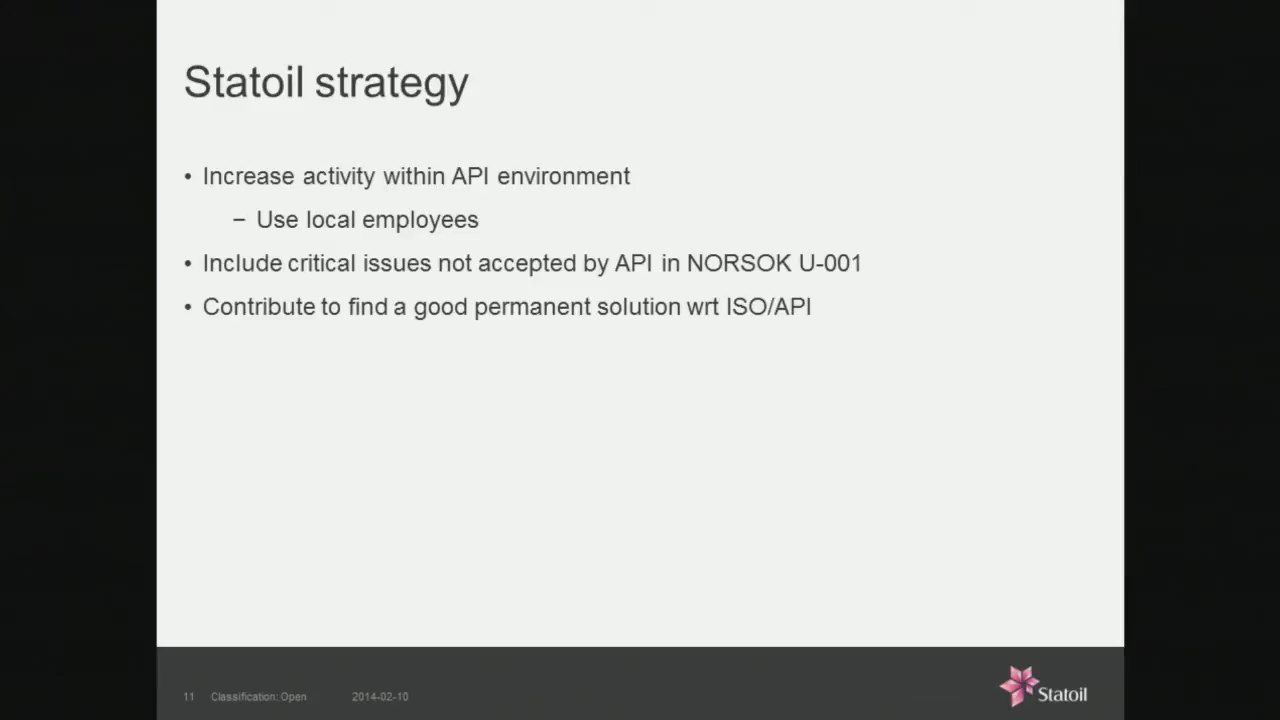 Statoil strategy
• Increase activity within API environment
– Use local employees
• Include critical issues not accepted by API in NORSOK U-001
• Contribute to find a good permanent solution wrt ISO/API
11 Classification: Open 2014-02-10
Statoil